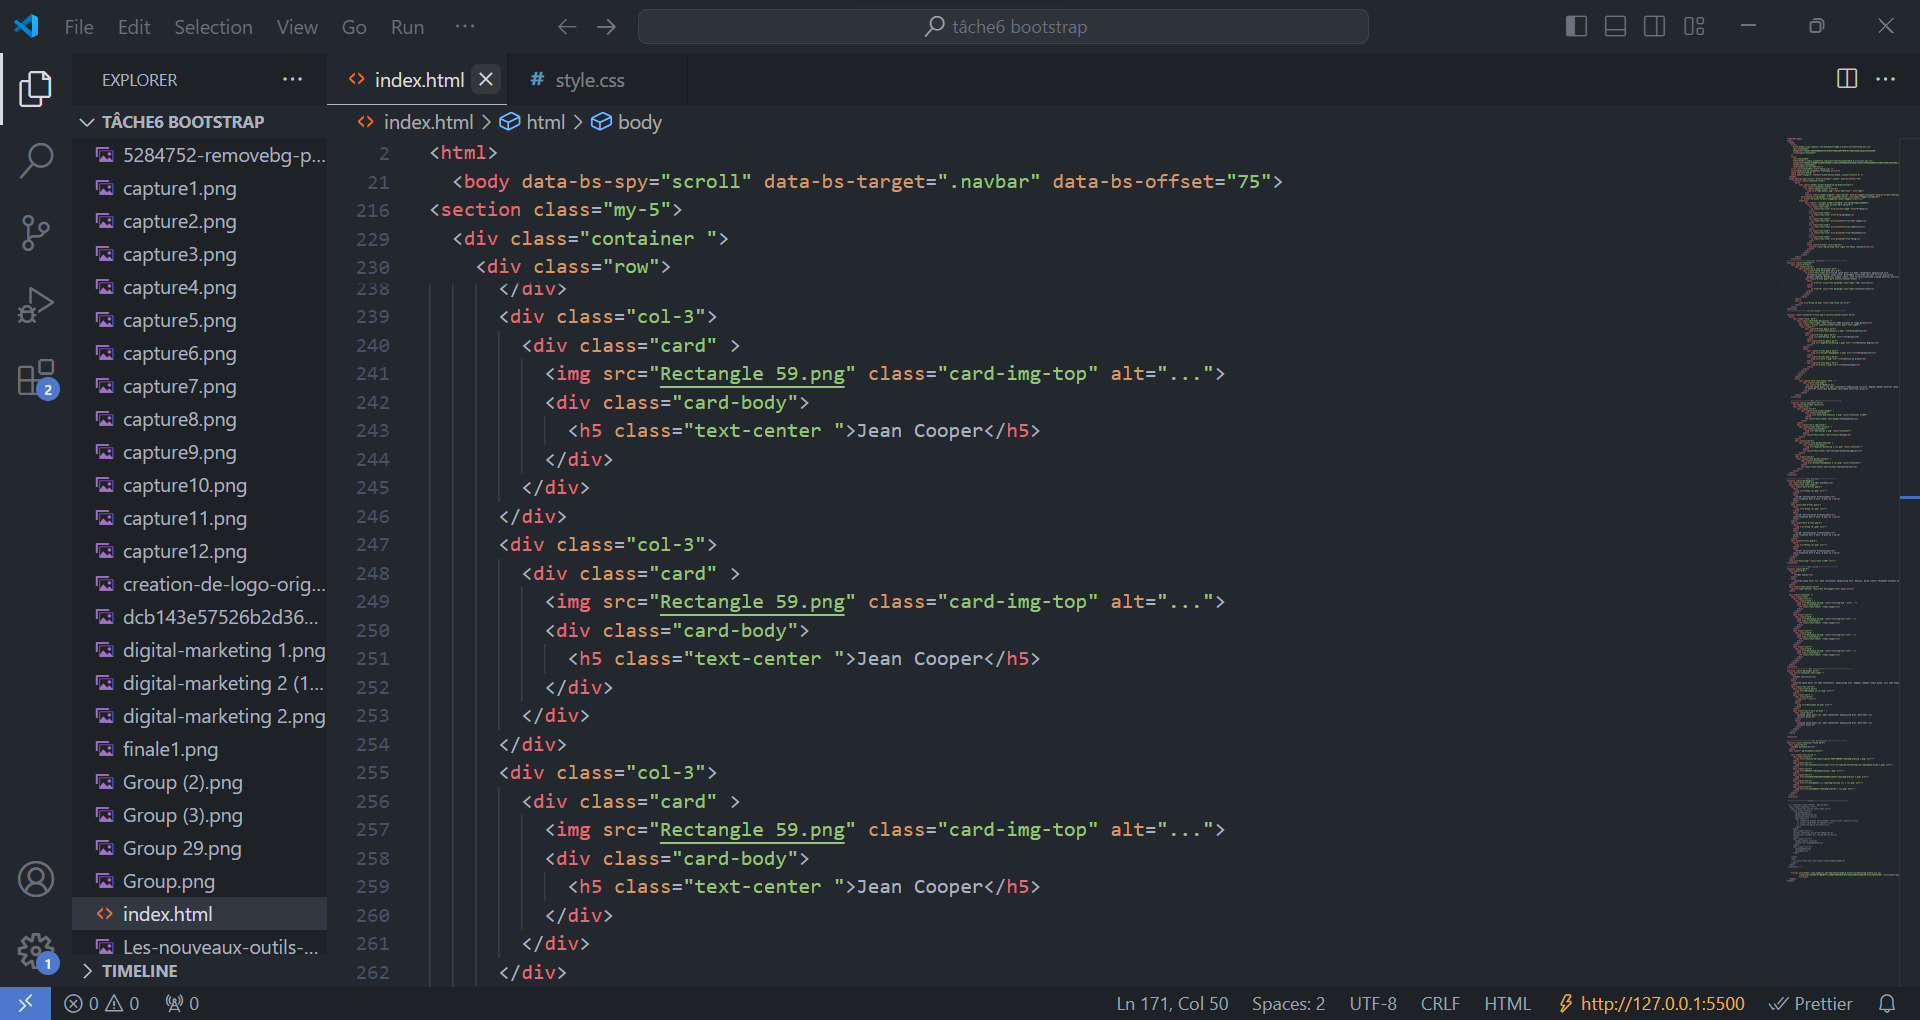 File Edit Selection View Go Run ··· tâche6 bootstrap
EXPLORER ···
TÂCHE6 BOOTSTRAP
5284752-removebg-p...
capture1.png
capture2.png
capture3.png
capture4.png
capture5.png
capture6.png
capture7.png
capture8.png
capture9.png
capture10.png
capture11.png
capture12.png
creation-de-logo-orig...
dcb143e57526b2d36...
digital-marketing 1.png
digital-marketing 2 (1...
digital-marketing 2.png
finale1.png
Group (2).png
Group (3).png
Group 29.png
Group.png
index.html
Les-nouveaux-outils-...
TIMELINE
2
1
index.html # style.css
index.html > html > body
2 <html>
21 <body data-bs-spy="scroll" data-bs-target=".navbar" data-bs-offset="75">
216 <section class="my-5">
229 <div class="container ">
230 <div class="row">
238 </div>
239 <div class="col-3">
240 <div class="card" >
241 <img src="Rectangle 59.png" class="card-img-top" alt="...">
242 <div class="card-body">
243 <h5 class="text-center ">Jean Cooper</h5>
244 </div>
245 </div>
246 </div>
247 <div class="col-3">
248 <div class="card" >
249 <img src="Rectangle 59.png" class="card-img-top" alt="...">
250 <div class="card-body">
251 <h5 class="text-center ">Jean Cooper</h5>
252 </div>
253 </div>
254 </div>
255 <div class="col-3">
256 <div class="card" >
257 <img src="Rectangle 59.png" class="card-img-top" alt="...">
258 <div class="card-body">
259 <h5 class="text-center ">Jean Cooper</h5>
260 </div>
261 </div>
262 </div>
0 0 0 Ln 171, Col 50 Spaces: 2 UTF-8 CRLF HTML http://127.0.0.1:5500 Prettier